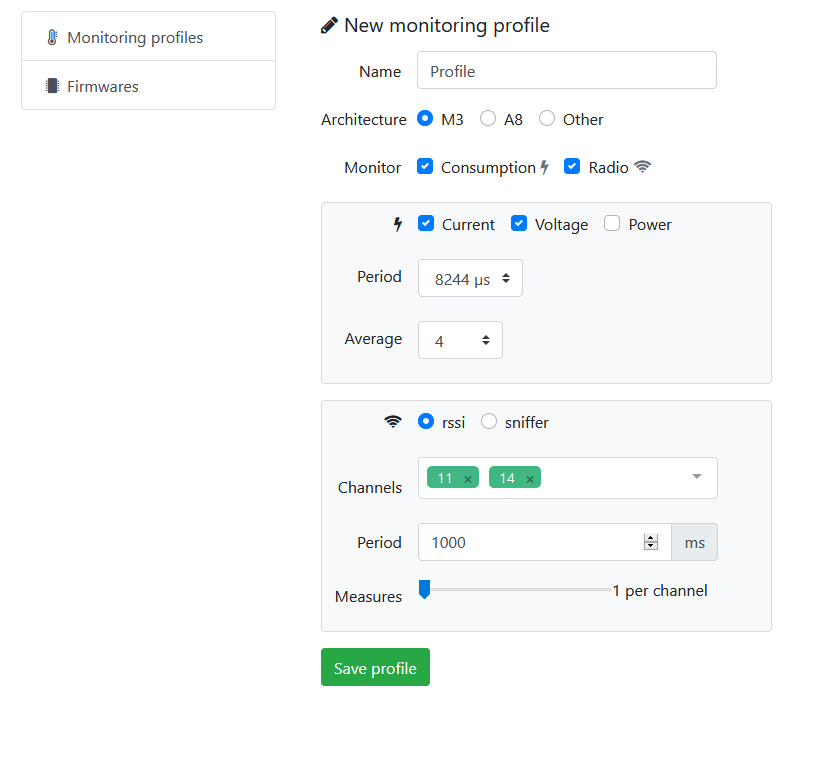 Monitoring profiles
Firmwares
New monitoring profile
Name Profile
Architecture M3 A8 Other
Monitor Consumption Radio
Current Voltage Power
Period 8244 µs
Average 4
rssi sniffer
Channels 11 × 14 ×
Period 1000 ms
Measures 1 per channel
Save profile